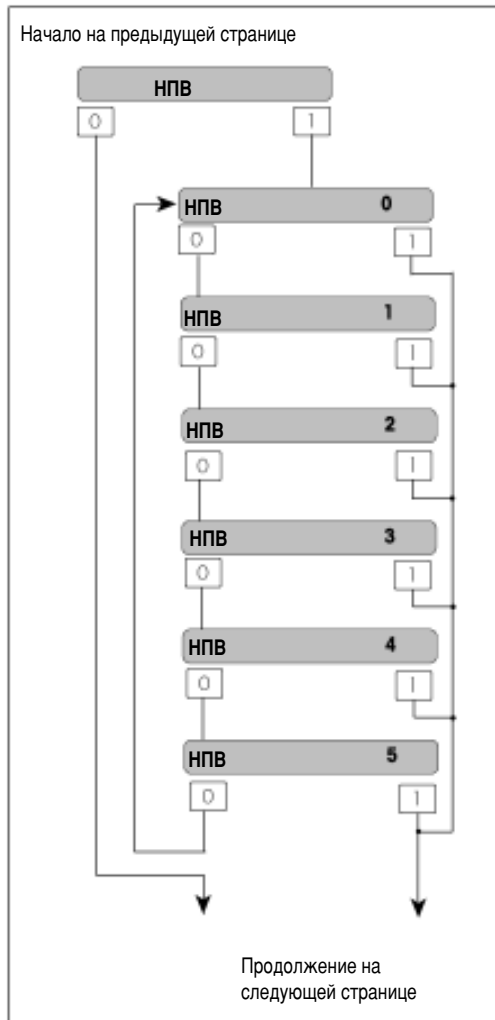 Начало на предыдущей странице
НПВ
0 1
НПВ 0
0 1
НПВ 1
0 1
НПВ 2
0 1
НПВ 3
0 1
НПВ 4
0 1
НПВ 5
0 1
Продолжение на
следующей странице